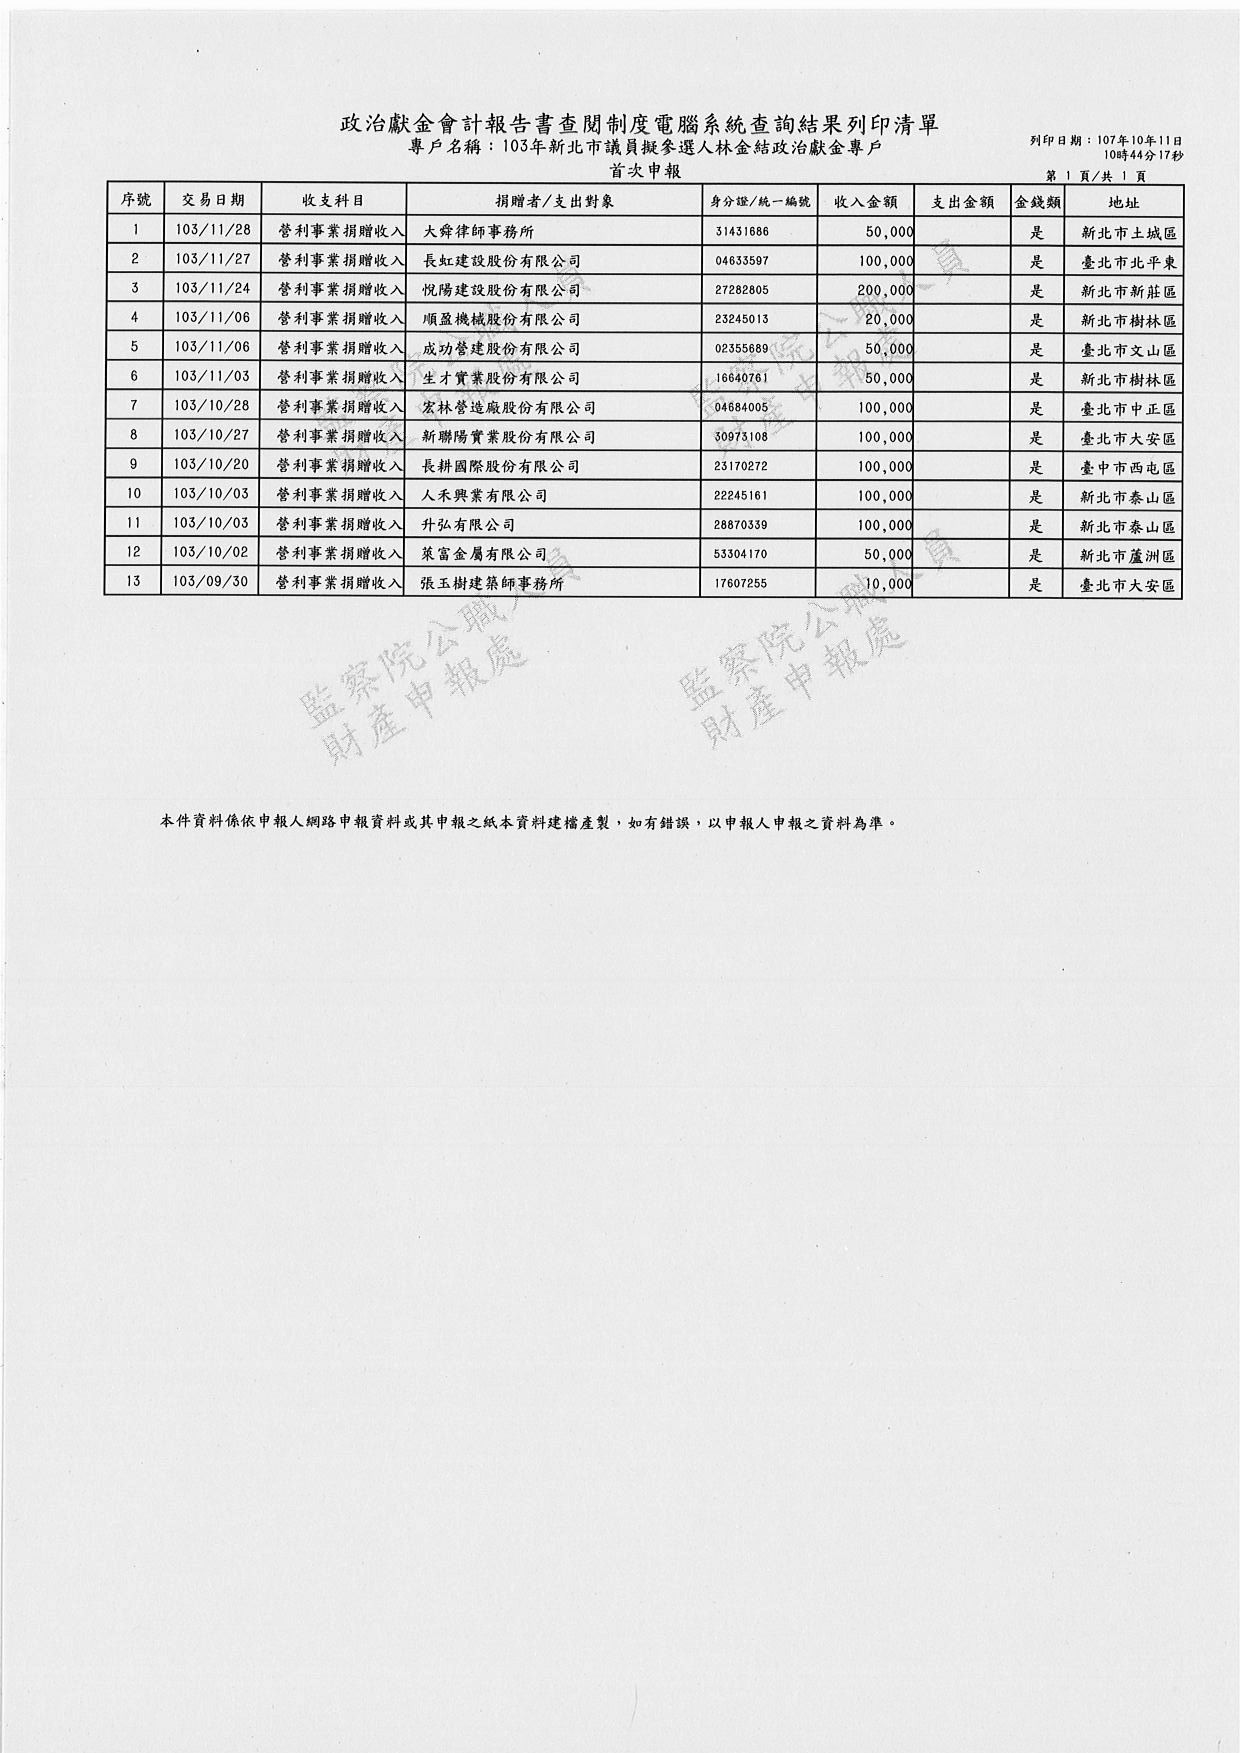 政治獻金會計報告書查閱制度電腦系統查詢結果列印清單
專戶名稱：103年新北市議員擬參選人林金結政治獻金專戶
列印日期：107年10年11日
10時44分17秒
首次申報
第 1 頁/共 1 頁
序號 交易日期 收支科目 捐贈者/支出對象 身分證/統一編號 收入金額 支出金額 金錢類 地址
1 103/11/28 營利事業捐贈收入 大舜律師事務所 31431686 50,000 是 新北市土城區
2 103/11/27 營利事業捐贈收入 長虹建設股份有限公司 04633597 100,000 是 臺北市北平東
3 103/11/24 營利事業捐贈收入 悅陽建設股份有限公司 27282805 200,000 是 新北市新莊區
4 103/11/06 營利事業捐贈收入 順盈機械股份有限公司 23245013 20,000 是 新北市樹林區
5 103/11/06 營利事業捐贈收入 成功營建股份有限公司 02355689 50,000 是 臺北市文山區
6 103/11/03 營利事業捐贈收入 生才實業股份有限公司 16640761 50,000 是 新北市樹林區
7 103/10/28 營利事業捐贈收入 宏林營造廠股份有限公司 04684005 100,000 是 臺北市中正區
8 103/10/27 營利事業捐贈收入 新聯陽實業股份有限公司 30973108 100,000 是 臺北市大安區
9 103/10/20 營利事業捐贈收入 長耕國際股份有限公司 23170272 100,000 是 臺中市西屯區
10 103/10/03 營利事業捐贈收入 人禾興業有限公司 22245161 100,000 是 新北市泰山區
11 103/10/03 營利事業捐贈收入 升弘有限公司 28870339 100,000 是 新北市泰山區
12 103/10/02 營利事業捐贈收入 萊富金屬有限公司 53304170 50,000 是 新北市蘆洲區
13 103/09/30 營利事業捐贈收入 張玉樹建築師事務所 17607255 10,000 是 臺北市大安區
監察院公職人員
財產申報處
監察院公職人員
財產申報處
監察院公職人員
財產申報處
監察院公職人員
財產申報處
本件資料係依申報人網路申報資料或其申報之紙本資料建檔產製，如有錯誤，以申報人申報之資料為準。